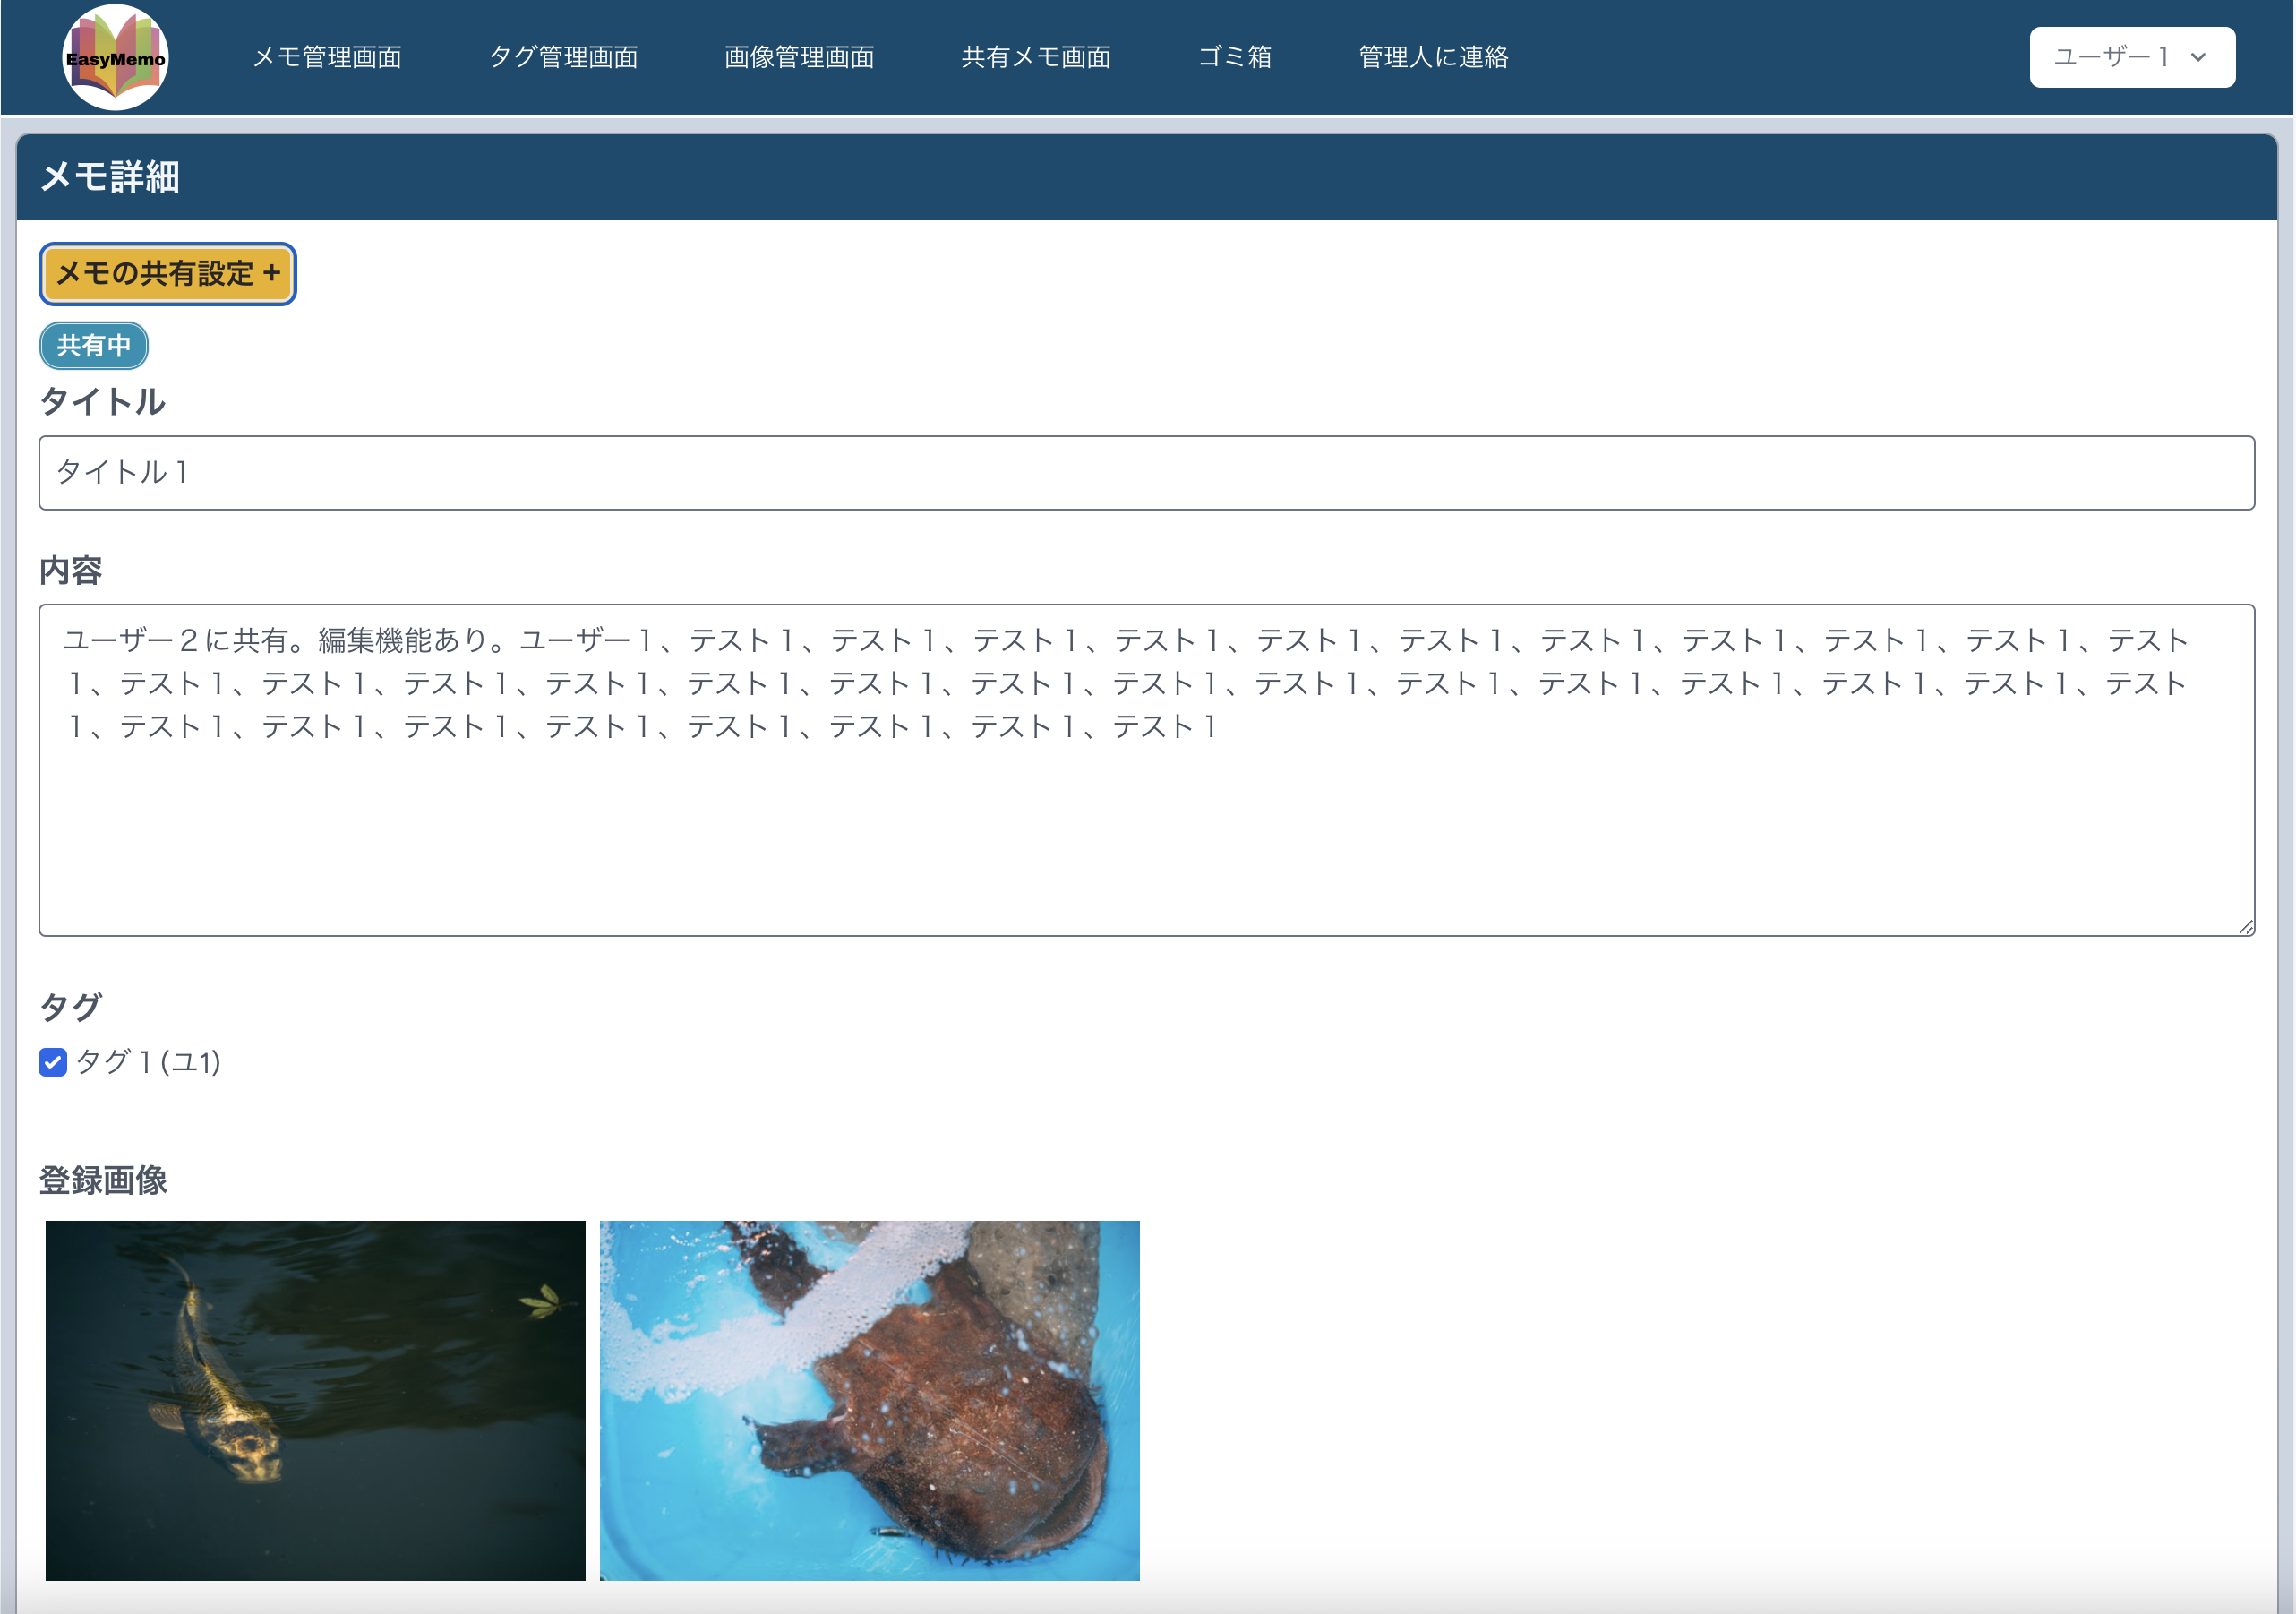 EasyMemo
メモ管理画面
タグ管理画面
画像管理画面
共有メモ画面
ゴミ箱
管理人に連絡
ユーザー１
メモ詳細
メモの共有設定 +
共有中
タイトル
タイトル１
内容
ユーザー２に共有。編集機能あり。ユーザー１、テスト１、テスト１、テスト１、テスト１、テスト１、テスト１、テスト１、テスト１、テスト１、テスト１、テスト
１、テスト１、テスト１、テスト１、テスト１、テスト１、テスト１、テスト１、テスト１、テスト１、テスト１、テスト１、テスト１、テスト１、テスト１、テスト
１、テスト１、テスト１、テスト１、テスト１、テスト１、テスト１、テスト１、テスト１
タグ
タグ１(ユ1)
登録画像